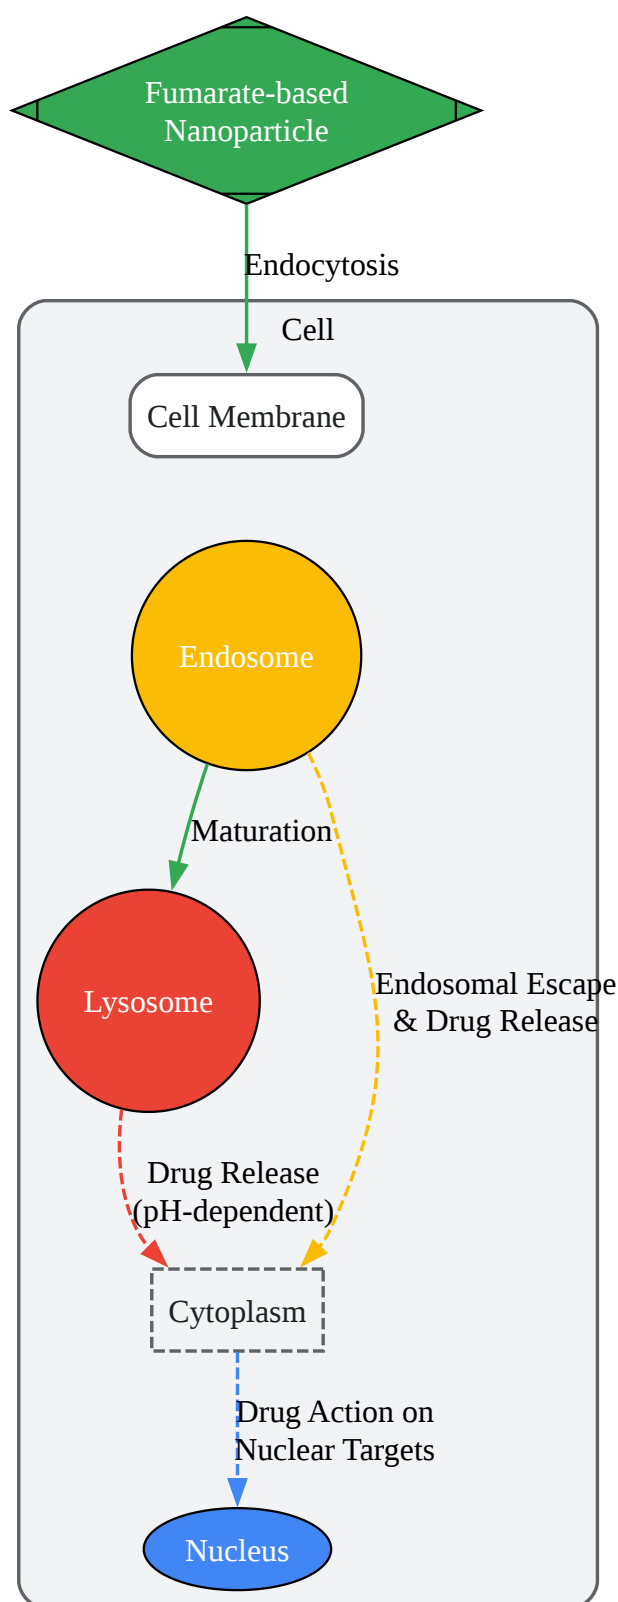 Fumarate-based
Nanoparticle
Endocytosis
Cell
Cell Membrane
Endosome
Maturation
Endosomal Escape
& Drug Release
Lysosome
Drug Release
(pH-dependent)
Cytoplasm
Drug Action on
Nuclear Targets
Nucleus